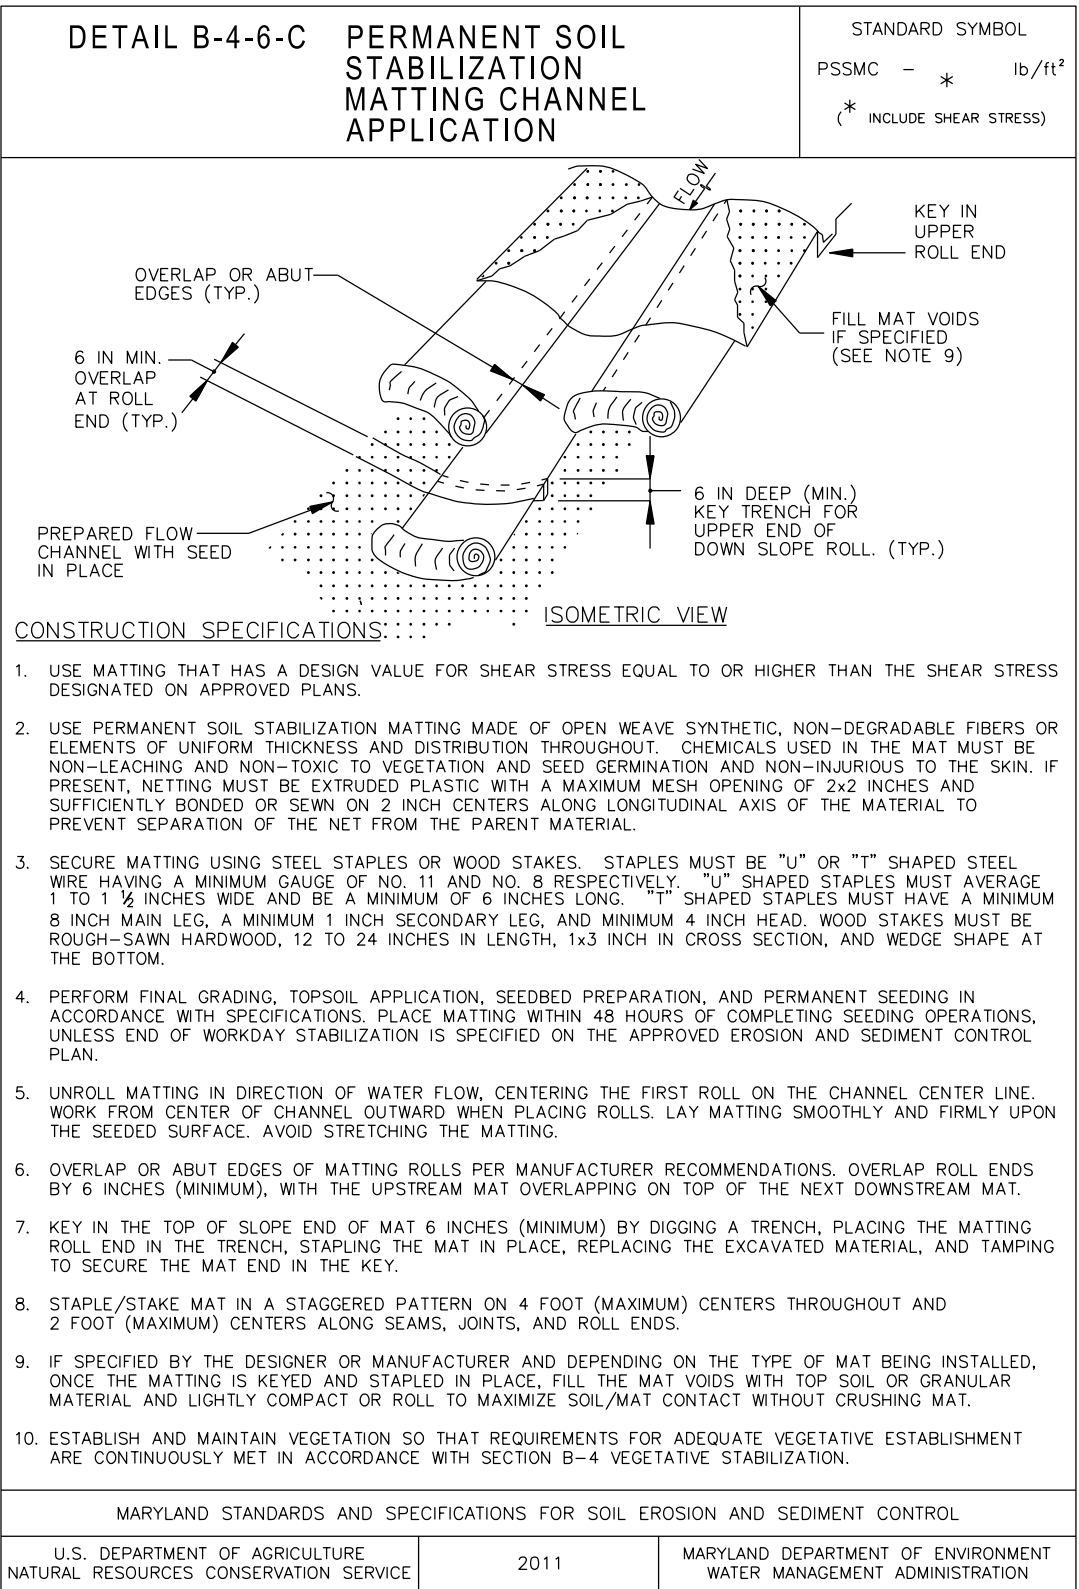 DETAIL B-4-6-C PERMANENT SOIL
STABILIZATION
MATTING CHANNEL
APPLICATION
STANDARD SYMBOL
PSSMC - * lb/ft²
(* INCLUDE SHEAR STRESS)
FLOW
KEY IN
UPPER
ROLL END
OVERLAP OR ABUT
EDGES (TYP.)
FILL MAT VOIDS
IF SPECIFIED
(SEE NOTE 9)
6 IN MIN.
OVERLAP
AT ROLL
END (TYP.)
6 IN DEEP (MIN.)
KEY TRENCH FOR
UPPER END OF
DOWN SLOPE ROLL. (TYP.)
PREPARED FLOW
CHANNEL WITH SEED
IN PLACE
ISOMETRIC VIEW
CONSTRUCTION SPECIFICATIONS
1. USE MATTING THAT HAS A DESIGN VALUE FOR SHEAR STRESS EQUAL TO OR HIGHER THAN THE SHEAR STRESS
DESIGNATED ON APPROVED PLANS.
2. USE PERMANENT SOIL STABILIZATION MATTING MADE OF OPEN WEAVE SYNTHETIC, NON-DEGRADABLE FIBERS OR
ELEMENTS OF UNIFORM THICKNESS AND DISTRIBUTION THROUGHOUT. CHEMICALS USED IN THE MAT MUST BE
NON-LEACHING AND NON-TOXIC TO VEGETATION AND SEED GERMINATION AND NON-INJURIOUS TO THE SKIN. IF
PRESENT, NETTING MUST BE EXTRUDED PLASTIC WITH A MAXIMUM MESH OPENING OF 2x2 INCHES AND
SUFFICIENTLY BONDED OR SEWN ON 2 INCH CENTERS ALONG LONGITUDINAL AXIS OF THE MATERIAL TO
PREVENT SEPARATION OF THE NET FROM THE PARENT MATERIAL.
3. SECURE MATTING USING STEEL STAPLES OR WOOD STAKES. STAPLES MUST BE "U" OR "T" SHAPED STEEL
WIRE HAVING A MINIMUM GAUGE OF NO. 11 AND NO. 8 RESPECTIVELY. "U" SHAPED STAPLES MUST AVERAGE
1 TO 1 ½ INCHES WIDE AND BE A MINIMUM OF 6 INCHES LONG. "T" SHAPED STAPLES MUST HAVE A MINIMUM
8 INCH MAIN LEG, A MINIMUM 1 INCH SECONDARY LEG, AND MINIMUM 4 INCH HEAD. WOOD STAKES MUST BE
ROUGH-SAWN HARDWOOD, 12 TO 24 INCHES IN LENGTH, 1x3 INCH IN CROSS SECTION, AND WEDGE SHAPE AT
THE BOTTOM.
4. PERFORM FINAL GRADING, TOPSOIL APPLICATION, SEEDBED PREPARATION, AND PERMANENT SEEDING IN
ACCORDANCE WITH SPECIFICATIONS. PLACE MATTING WITHIN 48 HOURS OF COMPLETING SEEDING OPERATIONS,
UNLESS END OF WORKDAY STABILIZATION IS SPECIFIED ON THE APPROVED EROSION AND SEDIMENT CONTROL
PLAN.
5. UNROLL MATTING IN DIRECTION OF WATER FLOW, CENTERING THE FIRST ROLL ON THE CHANNEL CENTER LINE.
WORK FROM CENTER OF CHANNEL OUTWARD WHEN PLACING ROLLS. LAY MATTING SMOOTHLY AND FIRMLY UPON
THE SEEDED SURFACE. AVOID STRETCHING THE MATTING.
6. OVERLAP OR ABUT EDGES OF MATTING ROLLS PER MANUFACTURER RECOMMENDATIONS. OVERLAP ROLL ENDS
BY 6 INCHES (MINIMUM), WITH THE UPSTREAM MAT OVERLAPPING ON TOP OF THE NEXT DOWNSTREAM MAT.
7. KEY IN THE TOP OF SLOPE END OF MAT 6 INCHES (MINIMUM) BY DIGGING A TRENCH, PLACING THE MATTING
ROLL END IN THE TRENCH, STAPLING THE MAT IN PLACE, REPLACING THE EXCAVATED MATERIAL, AND TAMPING
TO SECURE THE MAT END IN THE KEY.
8. STAPLE/STAKE MAT IN A STAGGERED PATTERN ON 4 FOOT (MAXIMUM) CENTERS THROUGHOUT AND
2 FOOT (MAXIMUM) CENTERS ALONG SEAMS, JOINTS, AND ROLL ENDS.
9. IF SPECIFIED BY THE DESIGNER OR MANUFACTURER AND DEPENDING ON THE TYPE OF MAT BEING INSTALLED,
ONCE THE MATTING IS KEYED AND STAPLED IN PLACE, FILL THE MAT VOIDS WITH TOP SOIL OR GRANULAR
MATERIAL AND LIGHTLY COMPACT OR ROLL TO MAXIMIZE SOIL/MAT CONTACT WITHOUT CRUSHING MAT.
10. ESTABLISH AND MAINTAIN VEGETATION SO THAT REQUIREMENTS FOR ADEQUATE VEGETATIVE ESTABLISHMENT
ARE CONTINUOUSLY MET IN ACCORDANCE WITH SECTION B-4 VEGETATIVE STABILIZATION.
MARYLAND STANDARDS AND SPECIFICATIONS FOR SOIL EROSION AND SEDIMENT CONTROL
U.S. DEPARTMENT OF AGRICULTURE
NATURAL RESOURCES CONSERVATION SERVICE
2011
MARYLAND DEPARTMENT OF ENVIRONMENT
WATER MANAGEMENT ADMINISTRATION